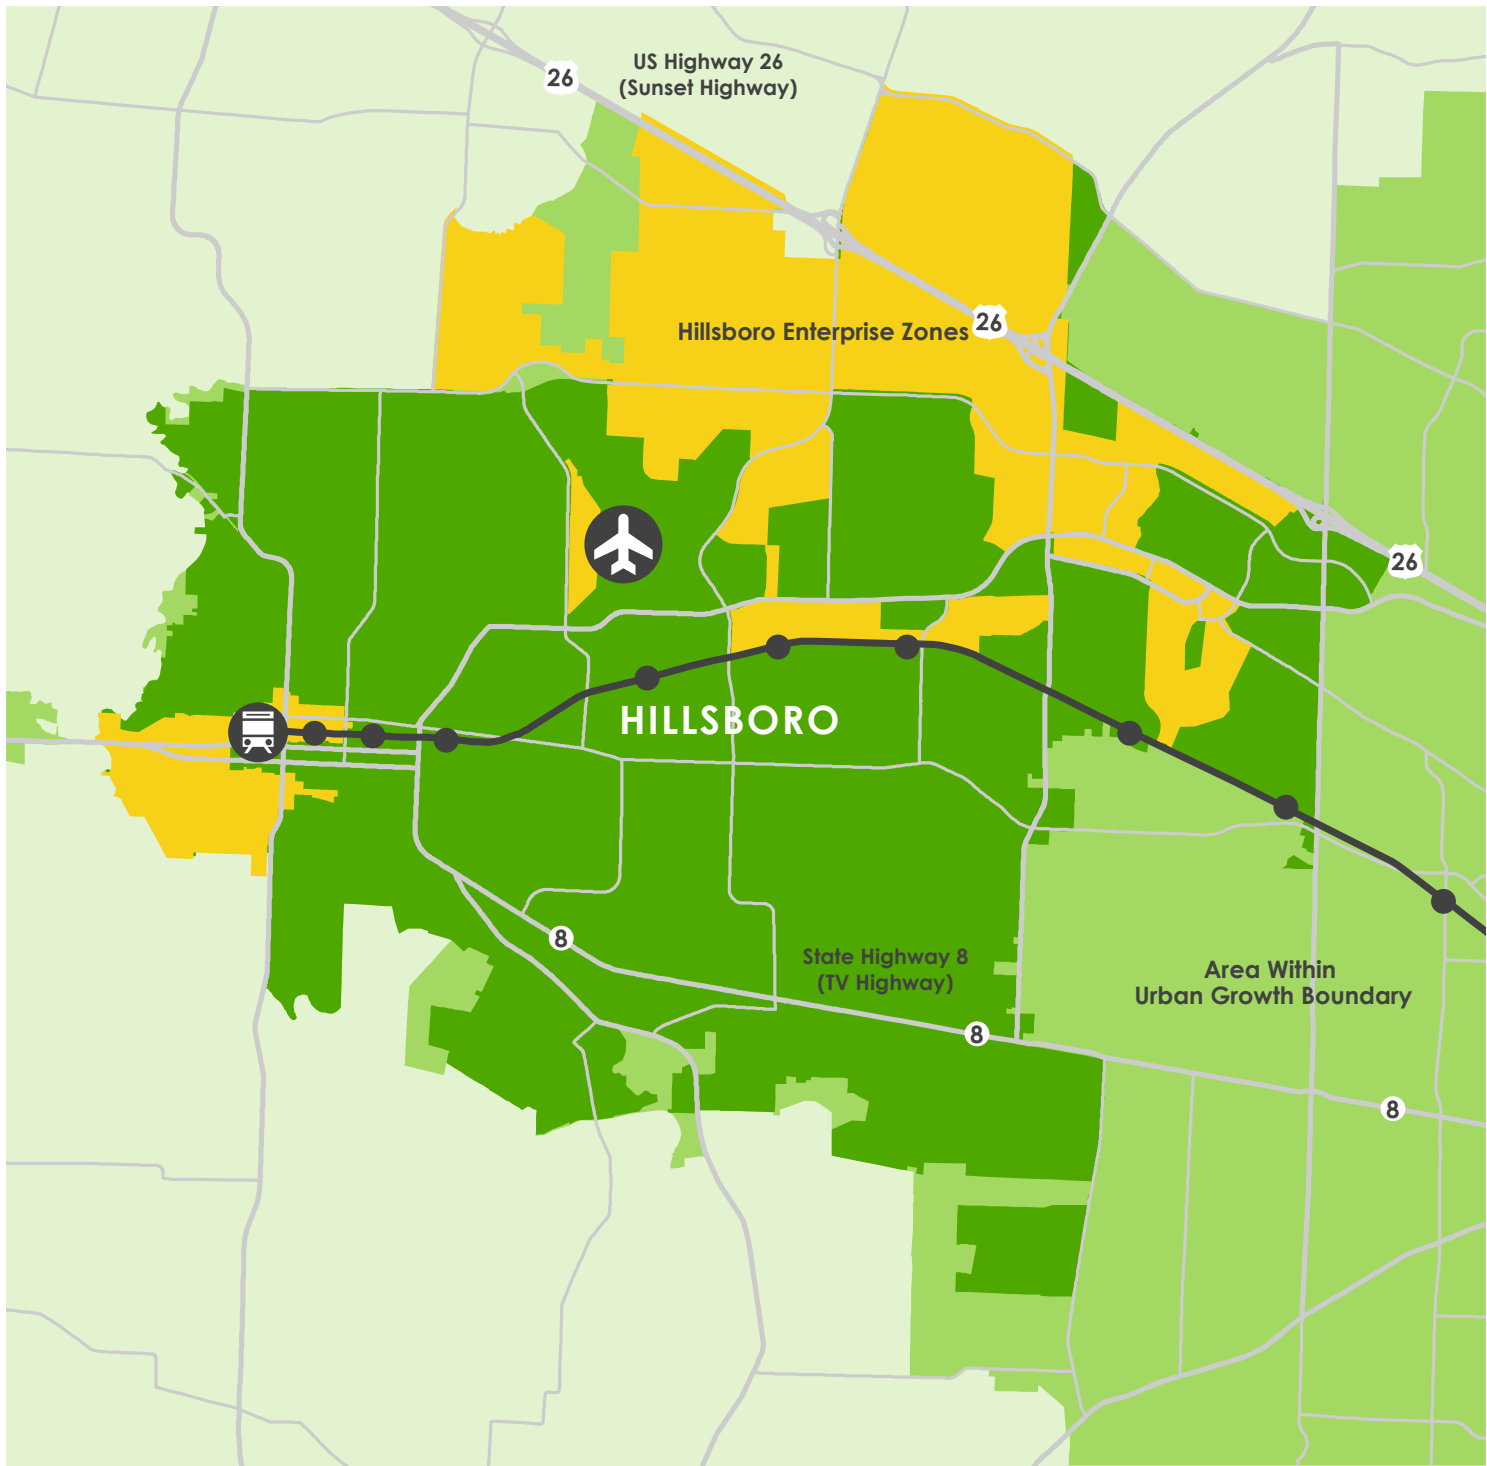 US Highway 26
(Sunset Highway)
26
Hillsboro Enterprise Zones
26
26
HILLSBORO
8
State Highway 8
(TV Highway)
Area Within
Urban Growth Boundary
8
8